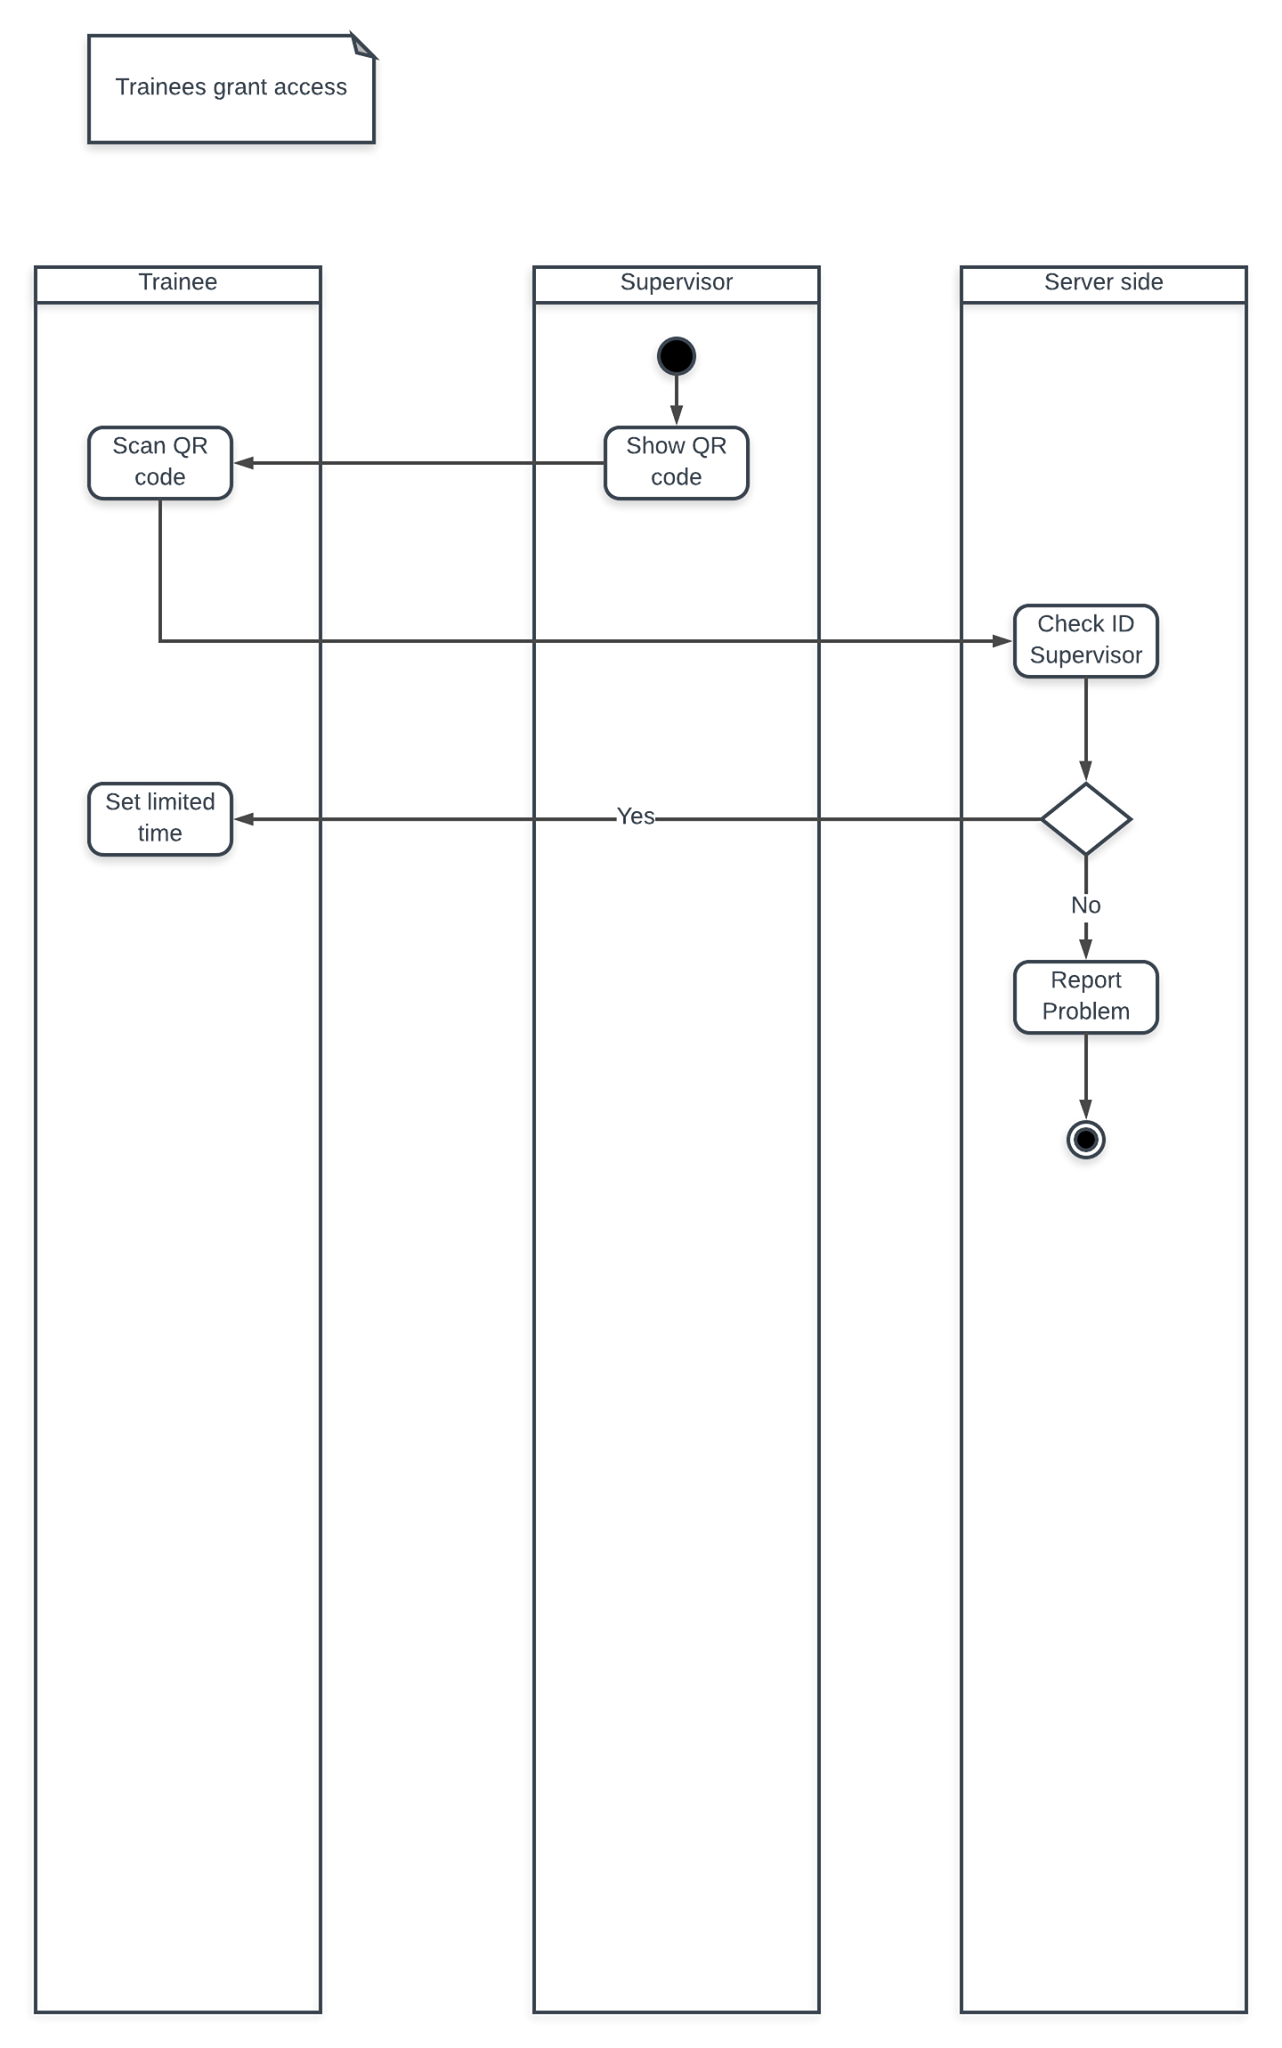 Trainees grant access
Trainee
Supervisor
Server side
Scan QR
code
Show QR
code
Check ID
Supervisor
Set limited
time
Yes
No
Report
Problem